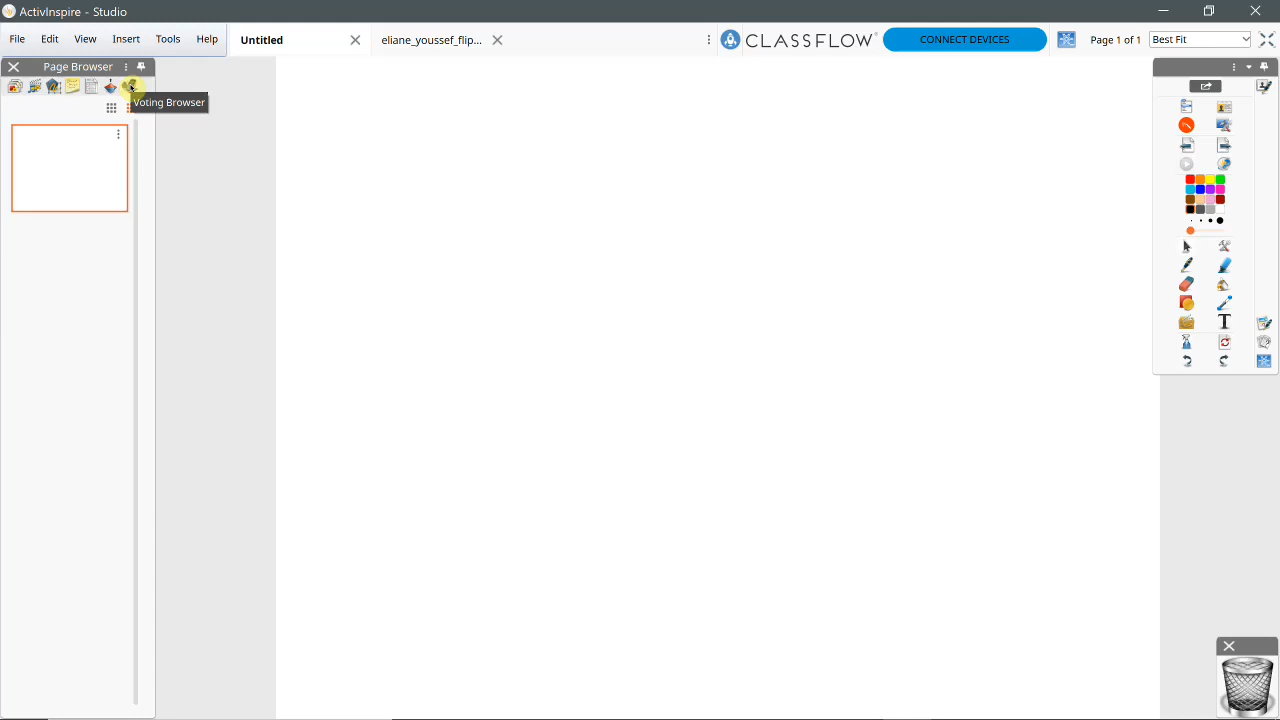 ActivInspire - Studio
File Edit View Insert Tools Help
Untitled
eliane_youssef_flip...
CLASSFLOW
CONNECT DEVICES
Page 1 of 1
Best Fit
Page Browser
Voting Browser
T